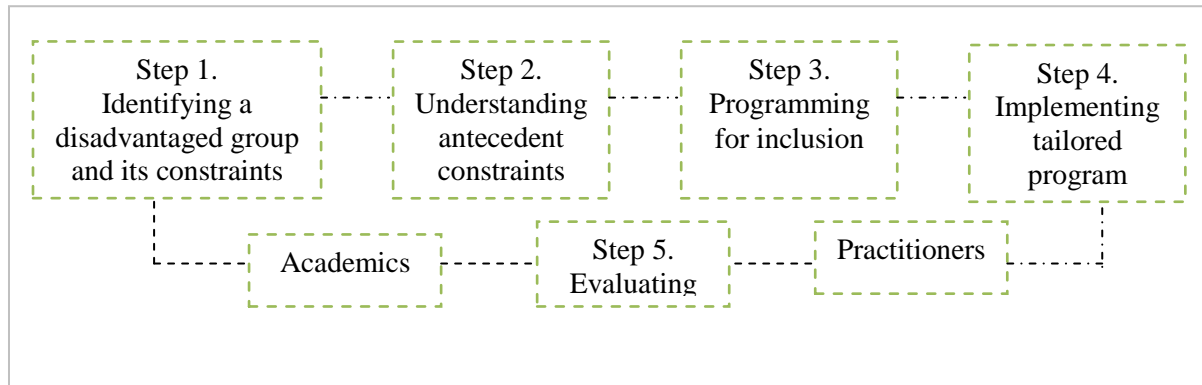 Step 1.
Identifying a
disadvantaged group
and its constraints
Step 2.
Understanding
antecedent
constraints
Step 3.
Programming
for inclusion
Step 4.
Implementing
tailored
program
Academics
Step 5.
Evaluating
Practitioners